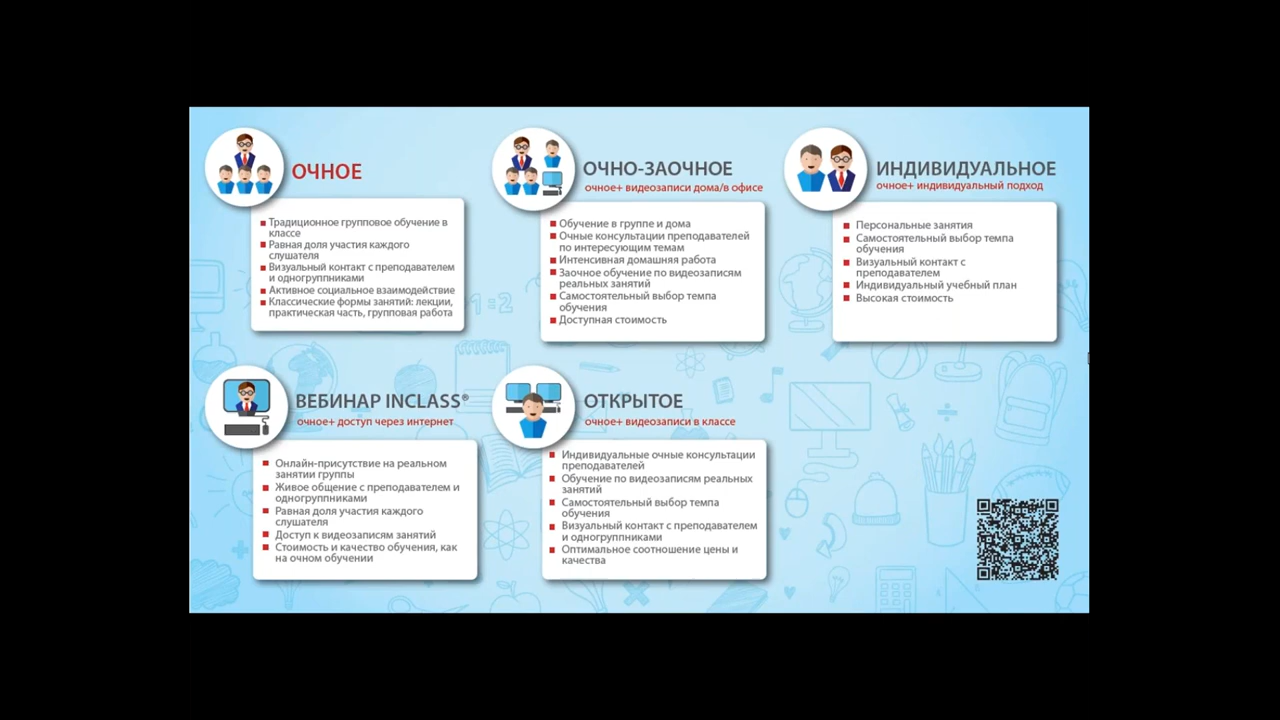 ОЧНОЕ
Традиционное групповое обучение в
классе
Равная доля участия каждого
слушателя
Визуальный контакт с преподавателем
и одногруппниками
Активное социальное взаимодействие
Классические формы занятий: лекции,
практическая часть, групповая работа
ОЧНО-ЗАОЧНОЕ
очное+ видеозаписи дома/в офисе
Обучение в группе и дома
Очные консультации преподавателей
по интересующим темам
Интенсивная домашняя работа
Заочное обучение по видеозаписям
реальных занятий
Самостоятельный выбор темпа
обучения
Доступная стоимость
ИНДИВИДУАЛЬНОЕ
очное+ индивидуальный подход
Персональные занятия
Самостоятельный выбор темпа
обучения
Визуальный контакт с
преподавателем
Индивидуальный учебный план
Высокая стоимость
ВЕБИНАР INCLASS®
очное+ доступ через интернет
Онлайн-присутствие на реальном
занятии группы
Живое общение с преподавателем и
одногруппниками
Равная доля участия каждого
слушателя
Доступ к видеозаписям занятий
Стоимость и качество обучения, как
на очном обучении
ОТКРЫТОЕ
очное+ видеозаписи в классе
Индивидуальные очные консультации
преподавателей
Обучение по видеозаписям реальных
занятий
Самостоятельный выбор темпа
обучения
Визуальный контакт с преподавателем
и одногруппниками
Оптимальное соотношение цены и
качества